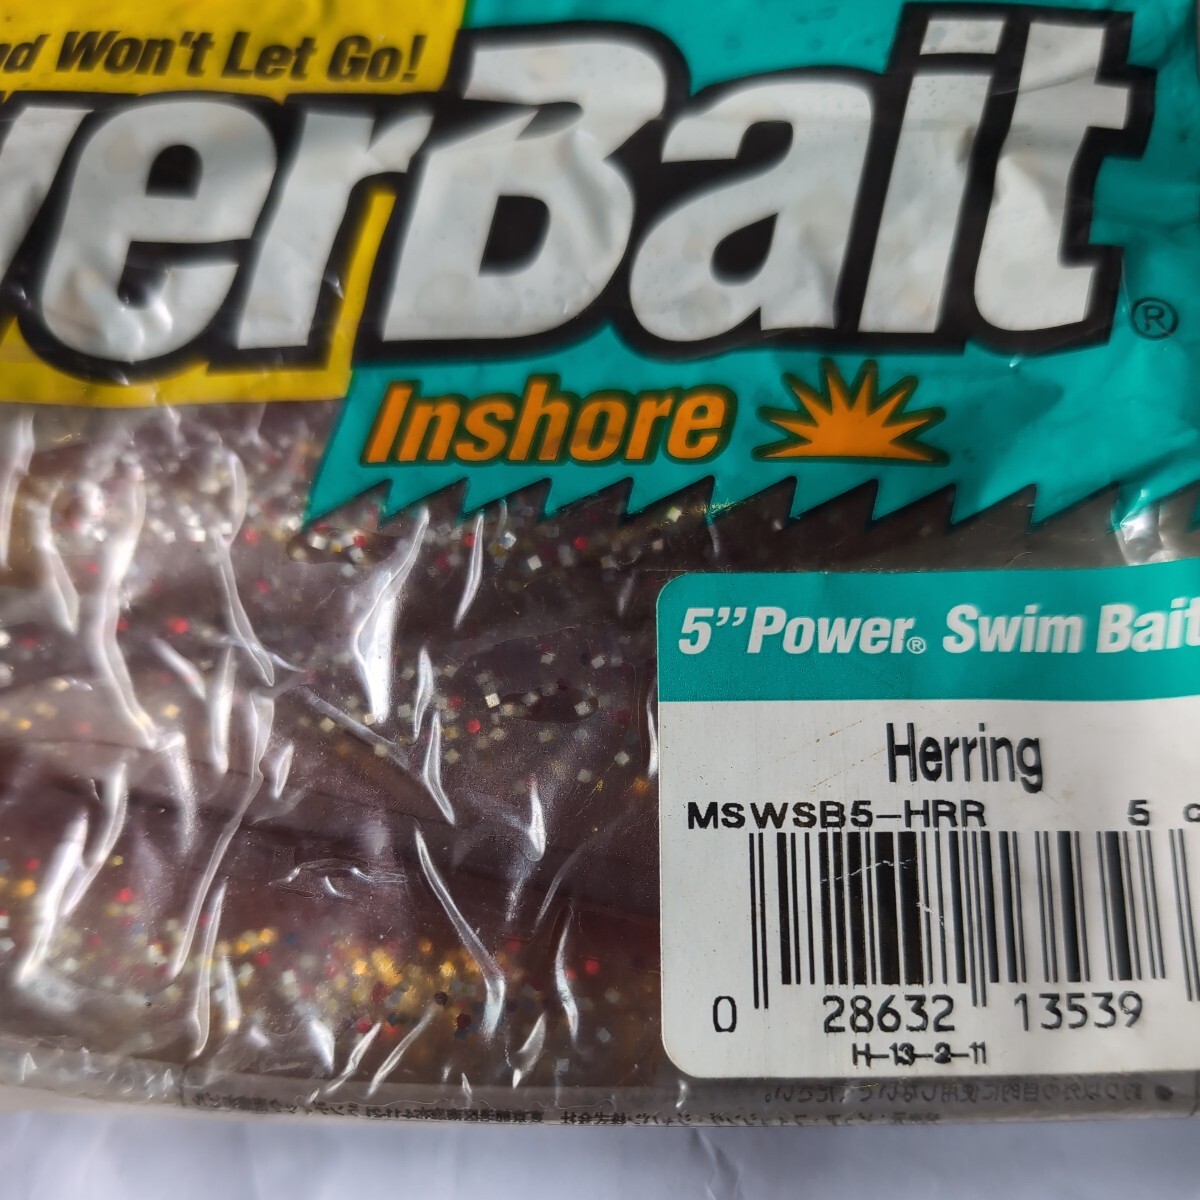 nd Won't Let Go!
verBait®
Inshore
5” Power® Swim Bait
Herring
MSWSB5-HRR 5 c
0 28632 13539
H-13-2-11